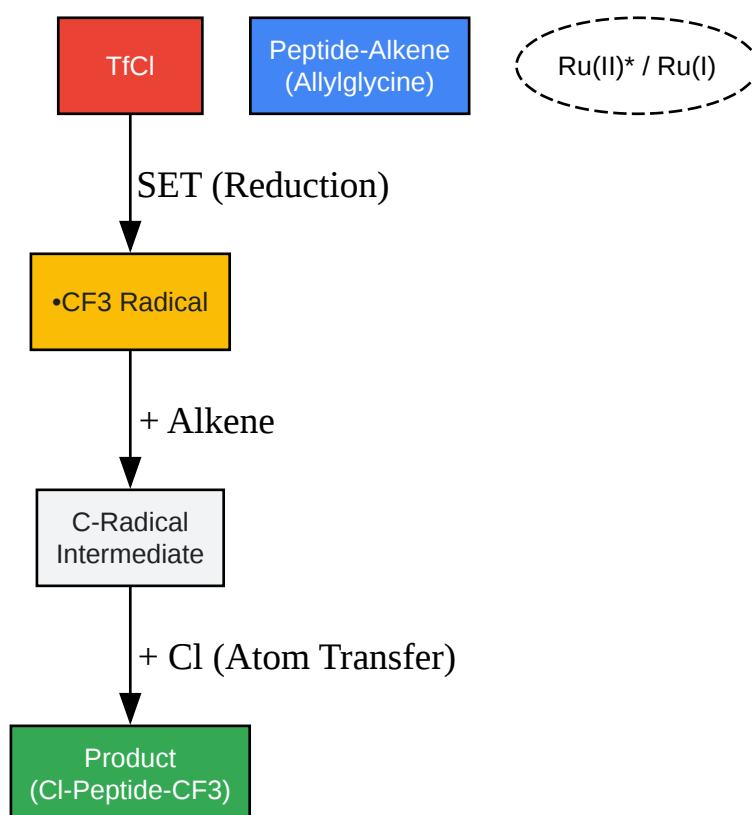 TfCl
Peptide-Alkene
(Allylglycine)
Ru(II)* / Ru(I)
SET (Reduction)
•CF3 Radical
+ Alkene
C-Radical
Intermediate
+ Cl (Atom Transfer)
Product
(Cl-Peptide-CF3)